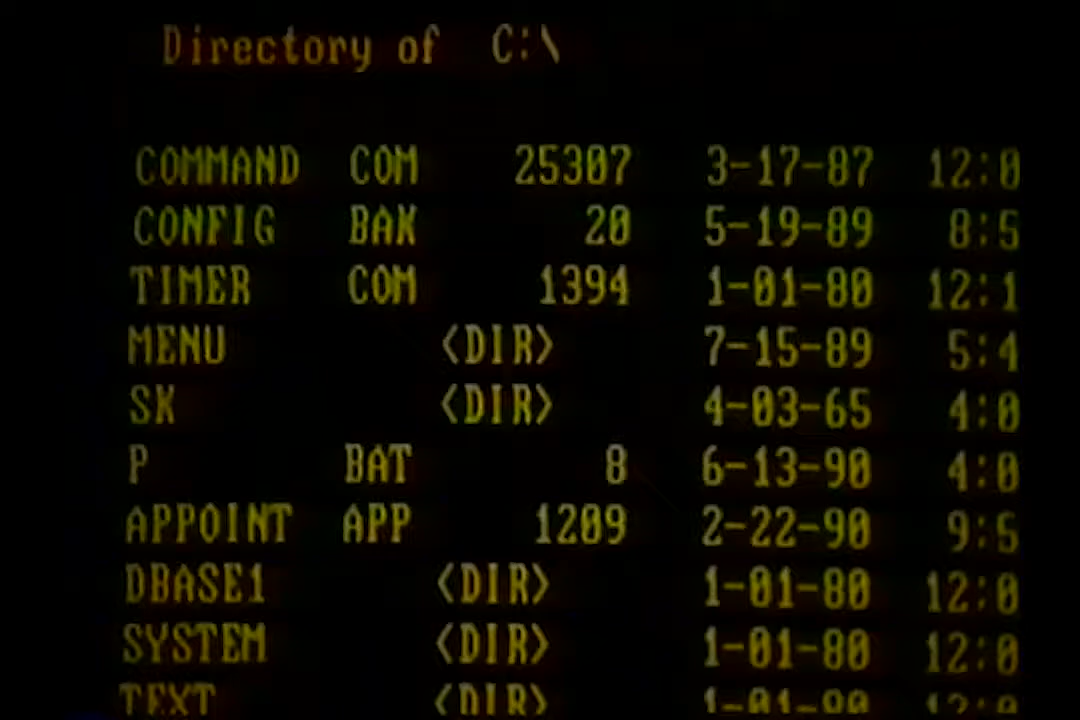 Directory of C:\
COMMAND COM 25307 3-17-87 12:0
CONFIG BAK 20 5-19-89 8:5
TIMER COM 1394 1-01-80 12:1
MENU <DIR> 7-15-89 5:4
SK <DIR> 4-03-65 4:0
P BAT 8 6-13-90 4:0
APPOINT APP 1209 2-22-90 9:5
DBASE1 <DIR> 1-01-80 12:0
SYSTEM <DIR> 1-01-80 12:0
TEXT <DIR>